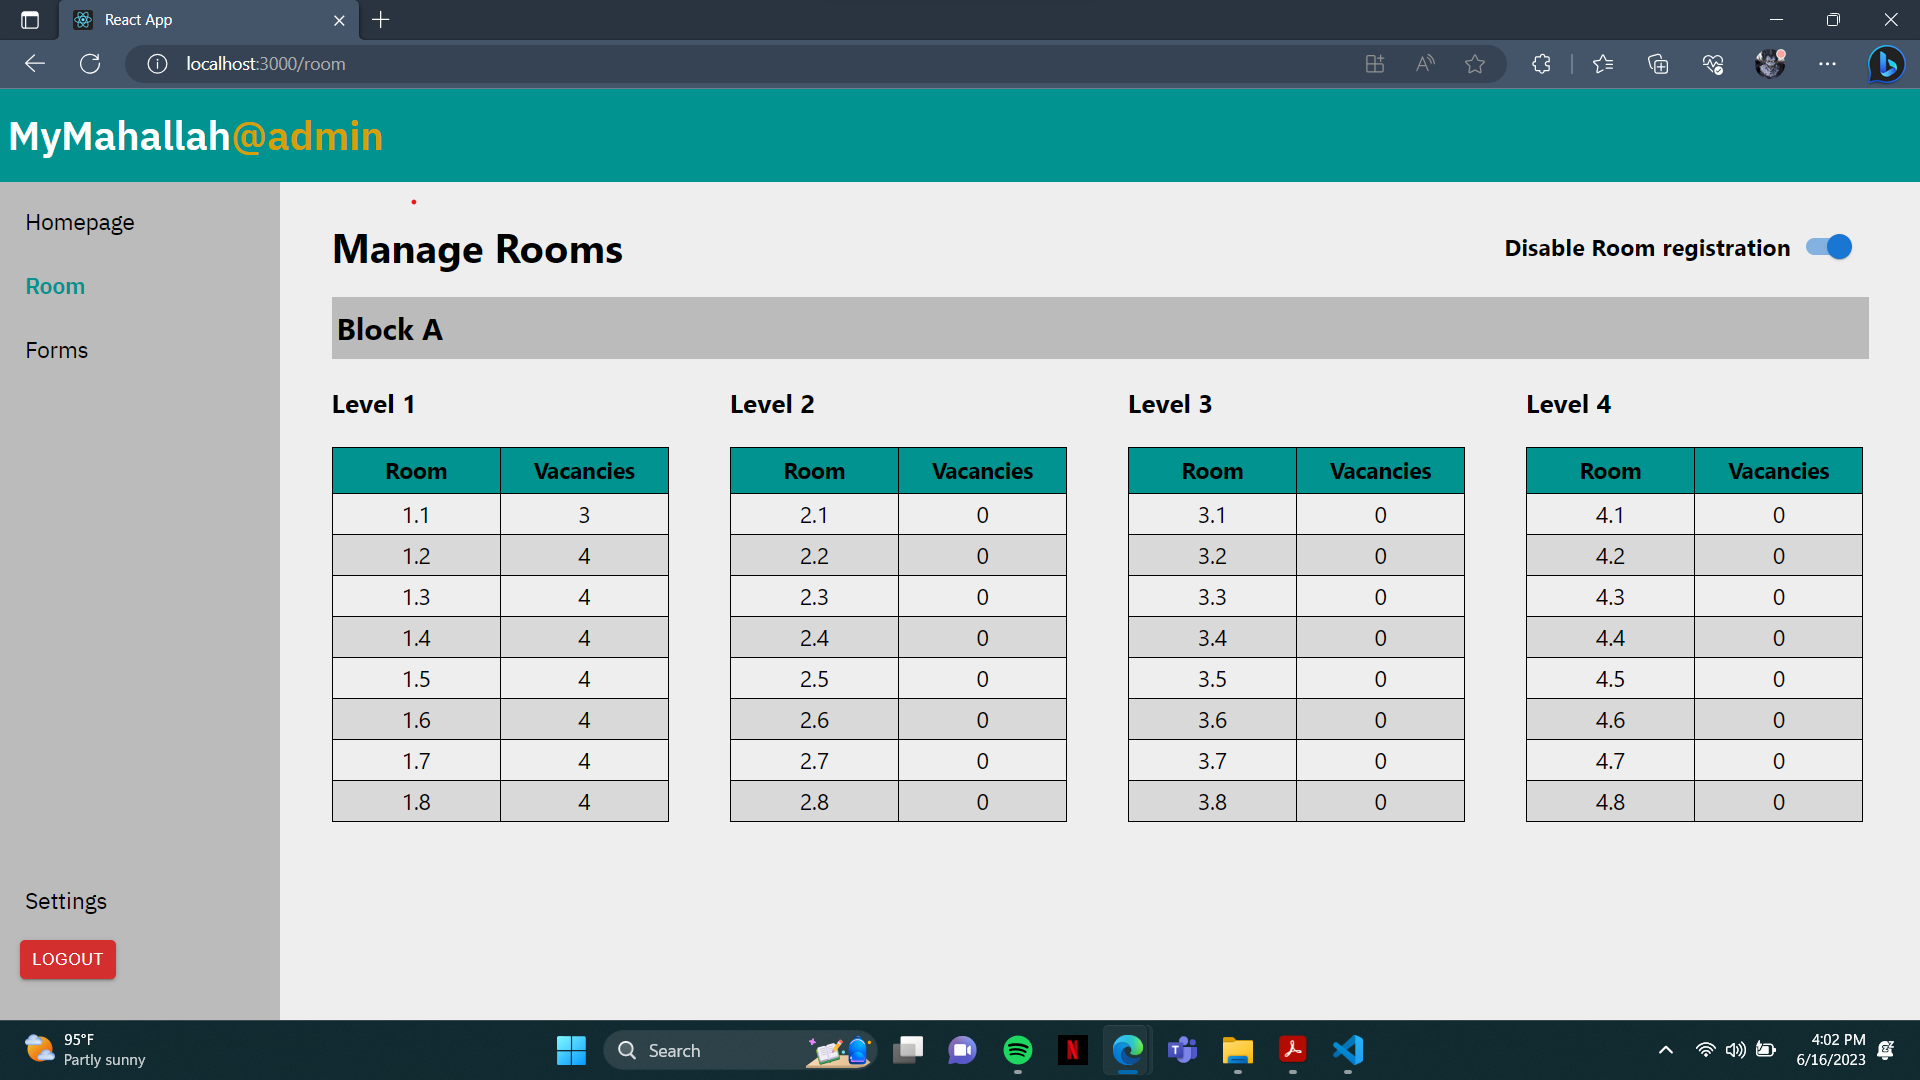 React App
localhost:3000/room
MyMahallah@admin
Homepage
Room
Forms
Settings
LOGOUT
Manage Rooms
Disable Room registration
Block A
Level 1
Room Vacancies
1.1 3
1.2 4
1.3 4
1.4 4
1.5 4
1.6 4
1.7 4
1.8 4
Level 2
Room Vacancies
2.1 0
2.2 0
2.3 0
2.4 0
2.5 0
2.6 0
2.7 0
2.8 0
Level 3
Room Vacancies
3.1 0
3.2 0
3.3 0
3.4 0
3.5 0
3.6 0
3.7 0
3.8 0
Level 4
Room Vacancies
4.1 0
4.2 0
4.3 0
4.4 0
4.5 0
4.6 0
4.7 0
4.8 0
95°F
Partly sunny
Search
4:02 PM
6/16/2023